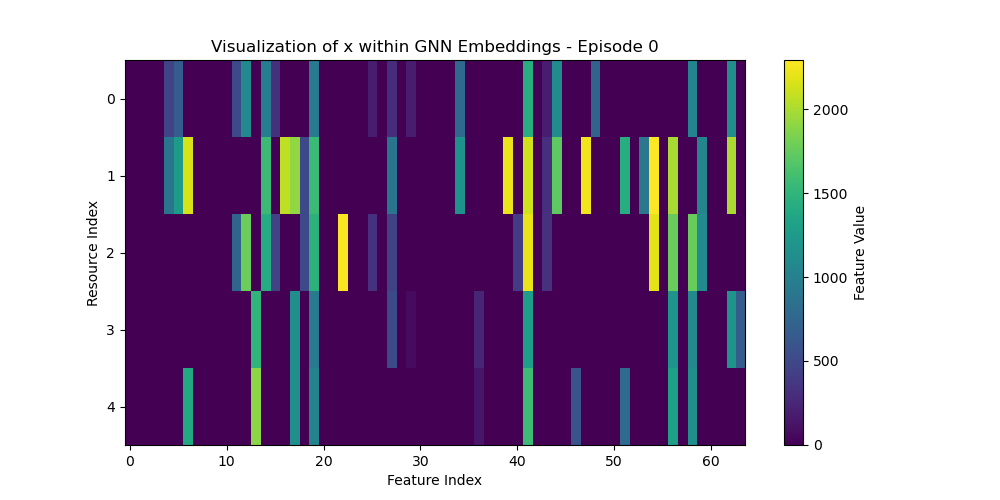 Visualization of x within GNN Embeddings - Episode 0
Resource Index
0
1
2
3
4
0 10 20 30 40 50 60
Feature Index
2000
1500
1000
500
0
Feature Value